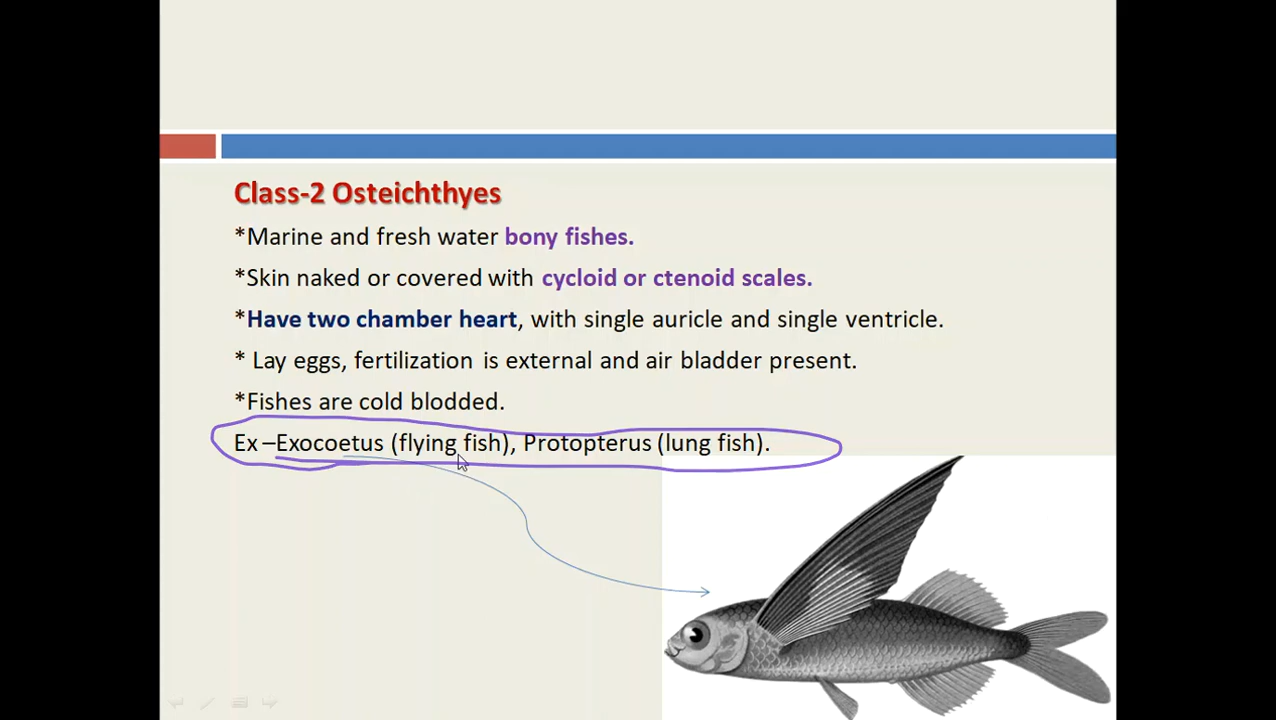 Class-2 Osteichthyes
*Marine and fresh water bony fishes.
*Skin naked or covered with cycloid or ctenoid scales.
*Have two chamber heart, with single auricle and single ventricle.
* Lay eggs, fertilization is external and air bladder present.
*Fishes are cold blodded.
Ex –Exocoetus (flying fish), Protopterus (lung fish).